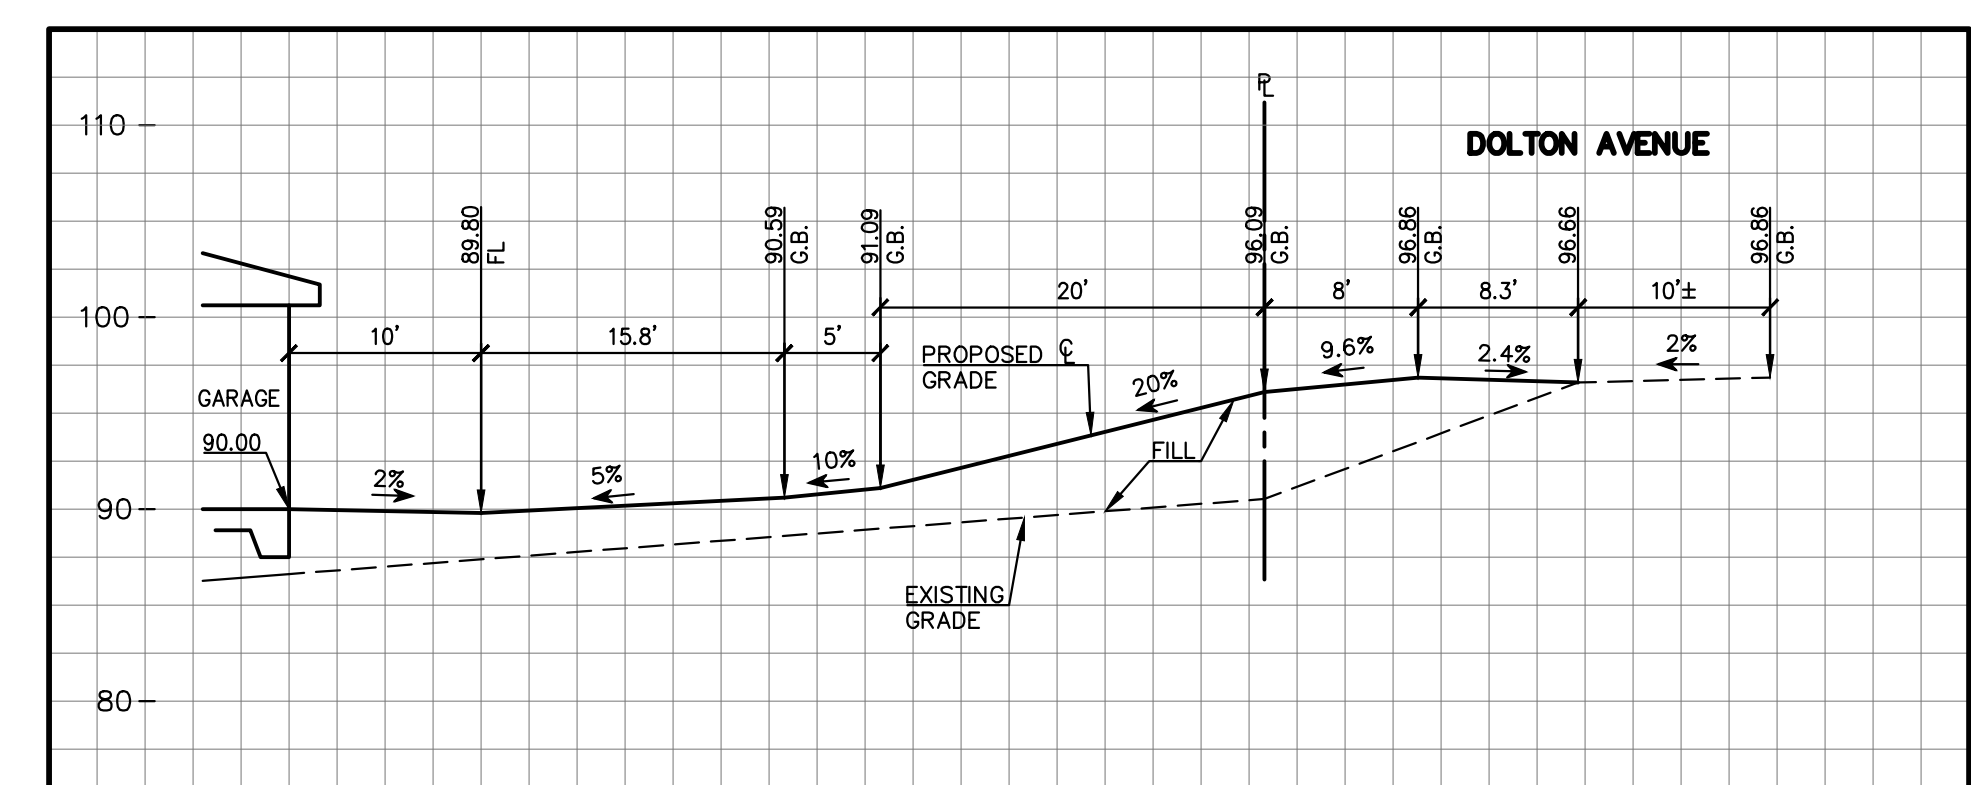 PL
110
DOLTON AVENUE
89.80
FL
90.59
G.B.
91.09
G.B.
96.09
G.B.
96.86
G.B.
96.66
96.86
G.B.
100
20'
8'
8.3'
10'±
10'
15.8'
5'
PROPOSED CL
GRADE
9.6%
2.4%
2%
20%
GARAGE
90.00
FILL
10%
2%
5%
90
EXISTING
GRADE
80